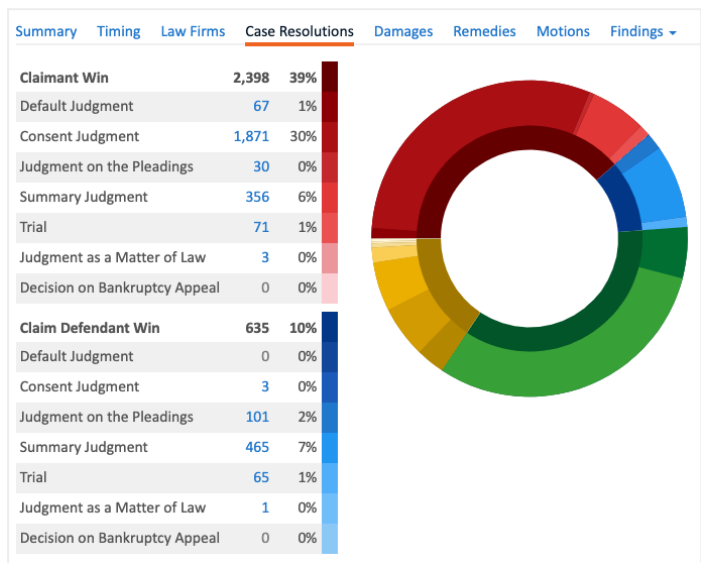 Summary Timing Law Firms Case Resolutions Damages Remedies Motions Findings
Claimant Win 2,398 39%
Default Judgment 67 1%
Consent Judgment 1,871 30%
Judgment on the Pleadings 30 0%
Summary Judgment 356 6%
Trial 71 1%
Judgment as a Matter of Law 3 0%
Decision on Bankruptcy Appeal 0 0%
Claim Defendant Win 635 10%
Default Judgment 0 0%
Consent Judgment 3 0%
Judgment on the Pleadings 101 2%
Summary Judgment 465 7%
Trial 65 1%
Judgment as a Matter of Law 1 0%
Decision on Bankruptcy Appeal 0 0%